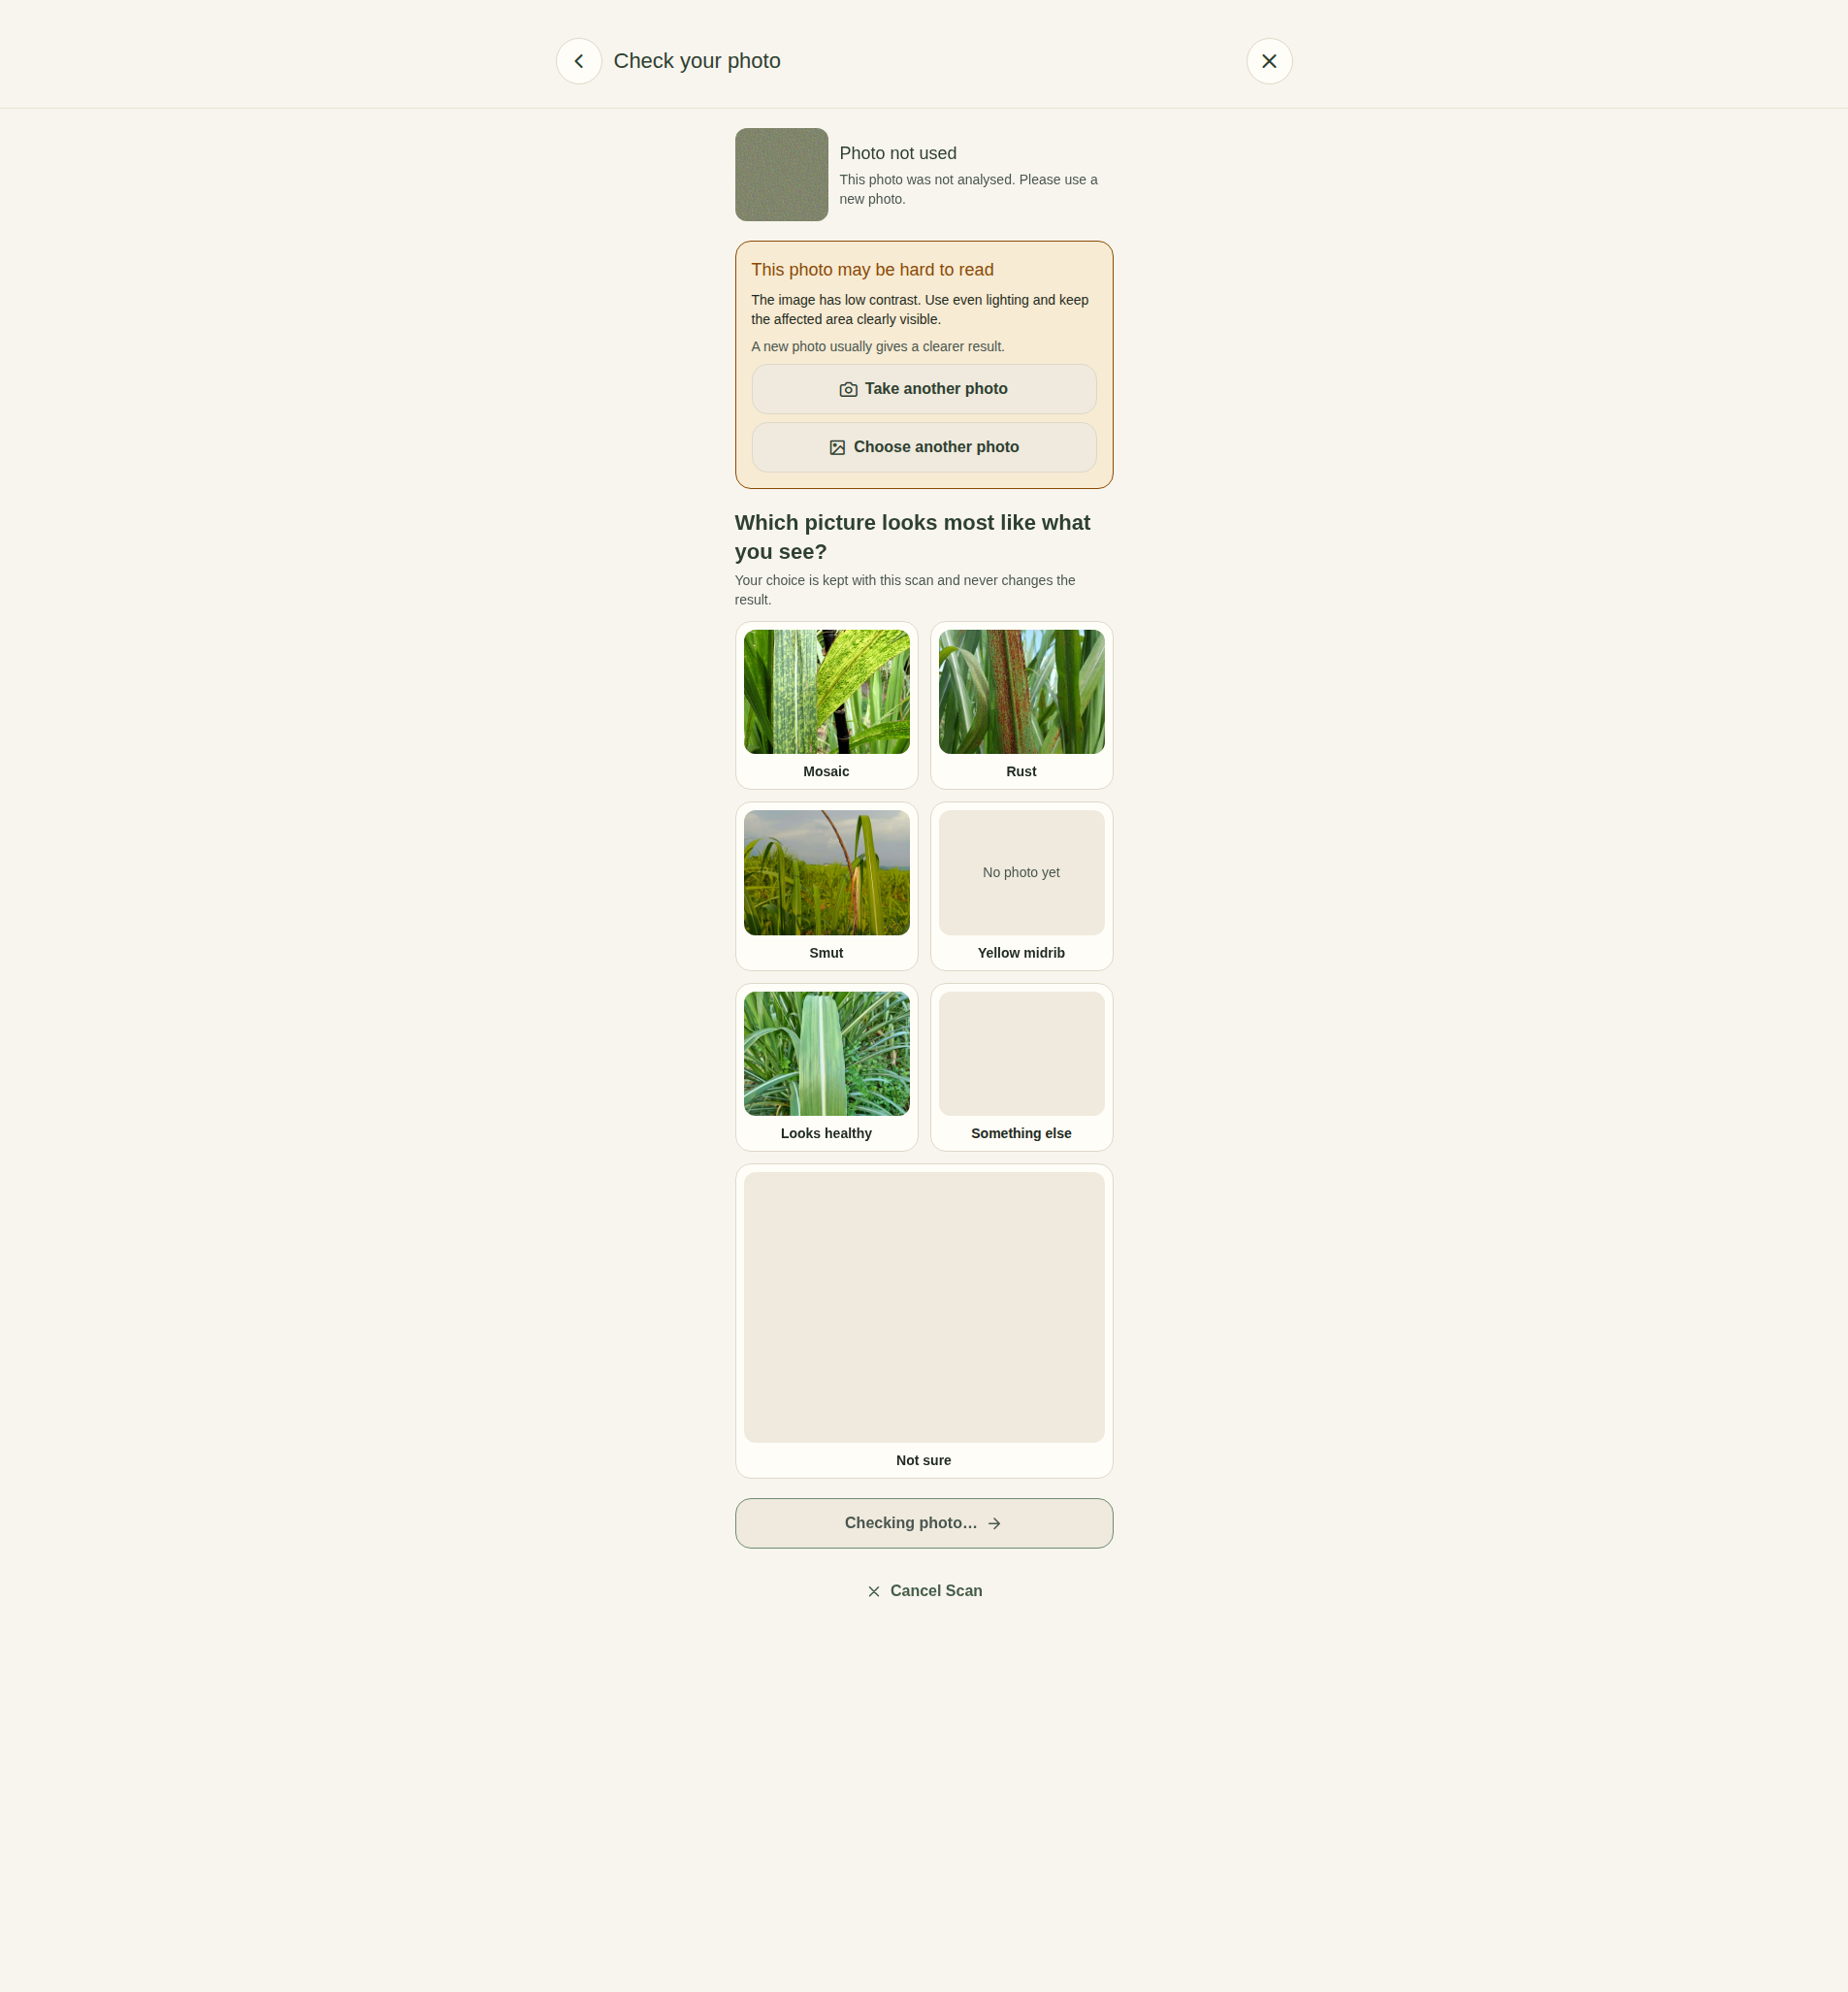 Check your photo
Photo not used
This photo was not analysed. Please use a
new photo.
This photo may be hard to read
The image has low contrast. Use even lighting and keep
the affected area clearly visible.
A new photo usually gives a clearer result.
Take another photo
Choose another photo
Which picture looks most like what
you see?
Your choice is kept with this scan and never changes the
result.
Mosaic
Rust
Smut
No photo yet
Yellow midrib
Looks healthy
Something else
Not sure
Checking photo…
Cancel Scan